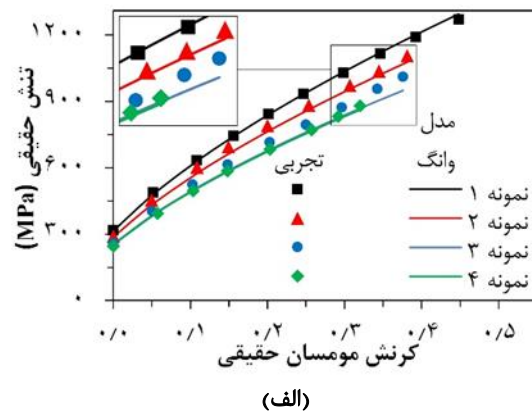 تنش حقیقی (MPa)
۱۲۰۰
۹۰۰
۶۰۰
۳۰۰
۰
مدل
وانگ
تجربی
نمونه ۱
نمونه ۲
نمونه ۳
نمونه ۴
۰/۰
۰/۱
۰/۲
۰/۳
۰/۴
۰/۵
کرنش مومسان حقیقی
(الف)